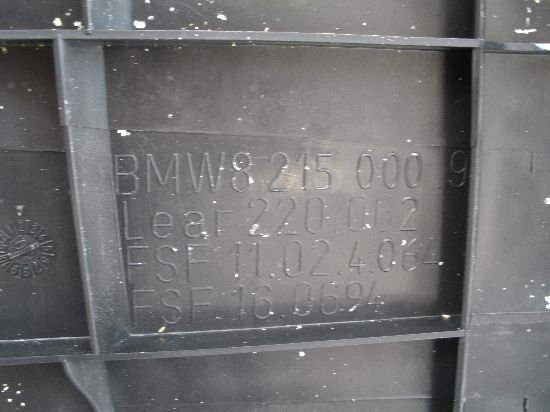 BMW8 215 000 9
Lear 220 062
FSF 11.02.4.064
FSF 16.0694